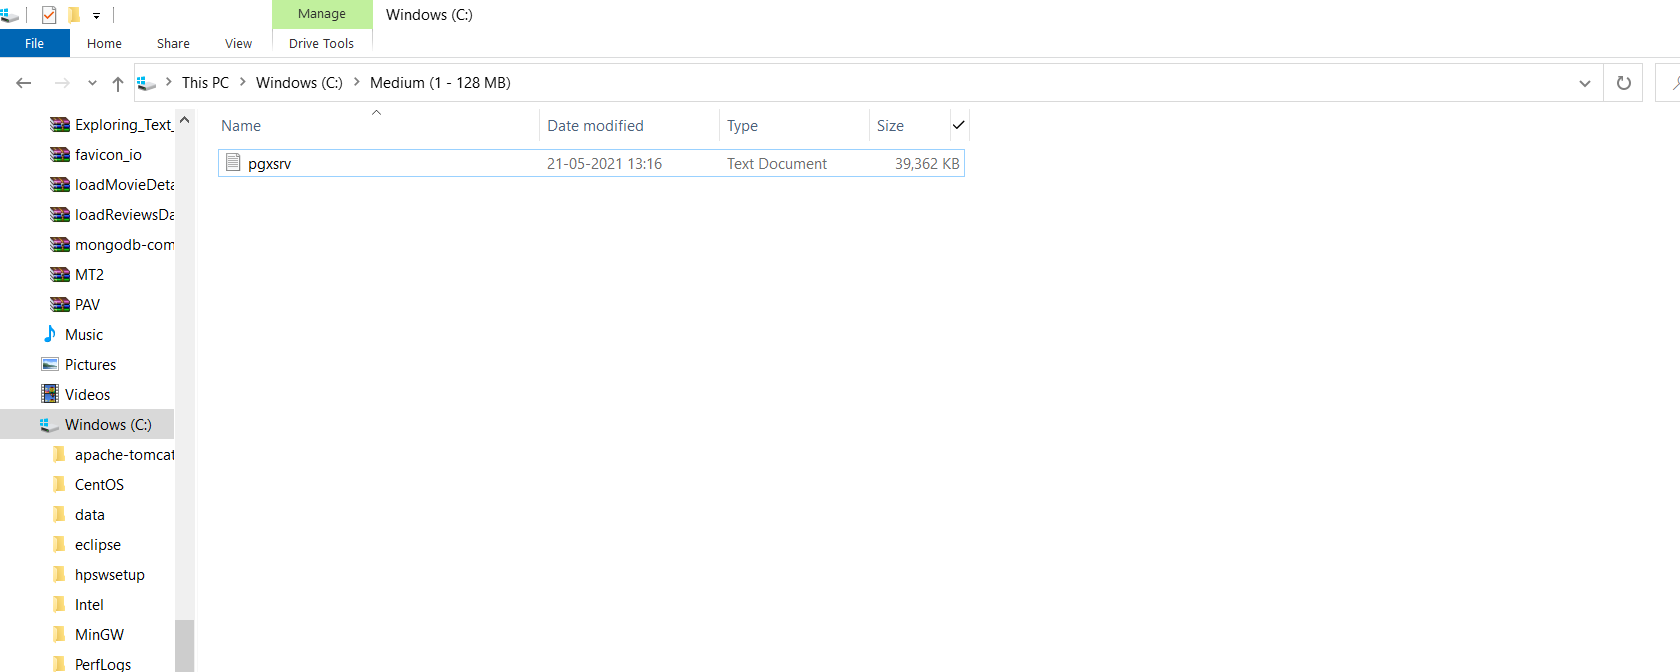 Manage
Windows (C:)
File
Home
Share
View
Drive Tools
This PC
Windows (C:)
Medium (1 - 128 MB)
Exploring_Text_
favicon_io
loadMovieDeta
loadReviewsDa
mongodb-com
MT2
PAV
Music
Pictures
Videos
Windows (C:)
apache-tomcat
CentOS
data
eclipse
hpswsetup
Intel
MinGW
PerfLogs
Name
Date modified
Type
Size
pgxsrv
21-05-2021 13:16
Text Document
39,362 KB